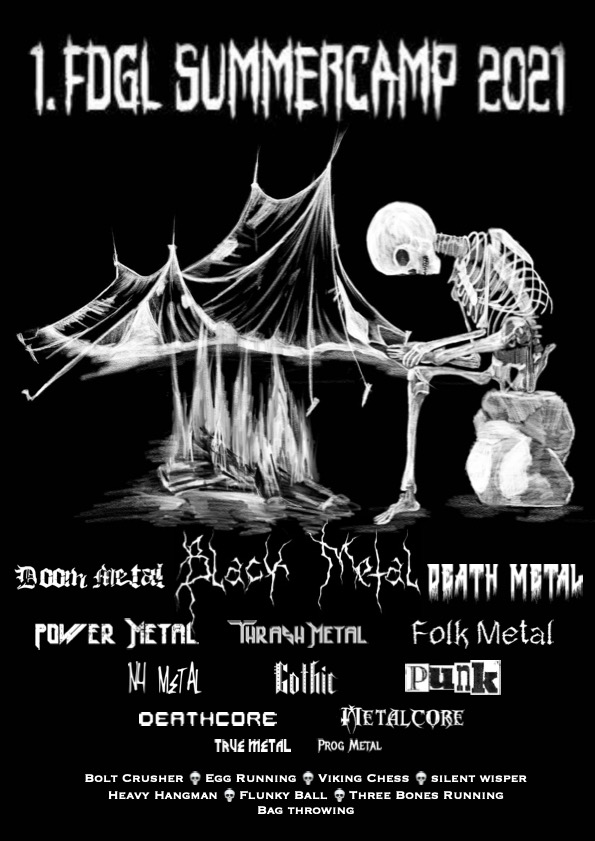 1. FDGL SUMMERCAMP 2021
Doom Metal Black Metal DEATH METAL
POWER METAL THRASH METAL Folk Metal
NU METAL Gothic Punk
DEATHCORE METALCORE
TRUE METAL PROG METAL
BOLT CRUSHER EGG RUNNING VIKING CHESS SILENT WISPER
HEAVY HANGMAN FLUNKY BALL THREE BONES RUNNING
BAG THROWING